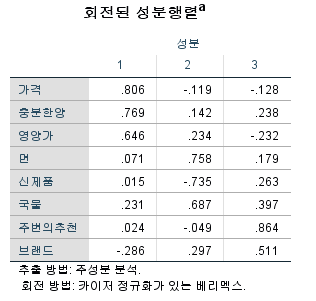 회전된 성분행렬a
성분
1 2 3
가격 .806 -.119 -.128
충분한양 .769 .142 .238
영양가 .646 .234 -.232
면 .071 .758 .179
신제품 .015 -.735 .263
국물 .231 .687 .397
주변의추천 .024 -.049 .864
브랜드 -.286 .297 .511
추출 방법: 주성분 분석.
회전 방법: 카이저 정규화가 있는 베리멕스.